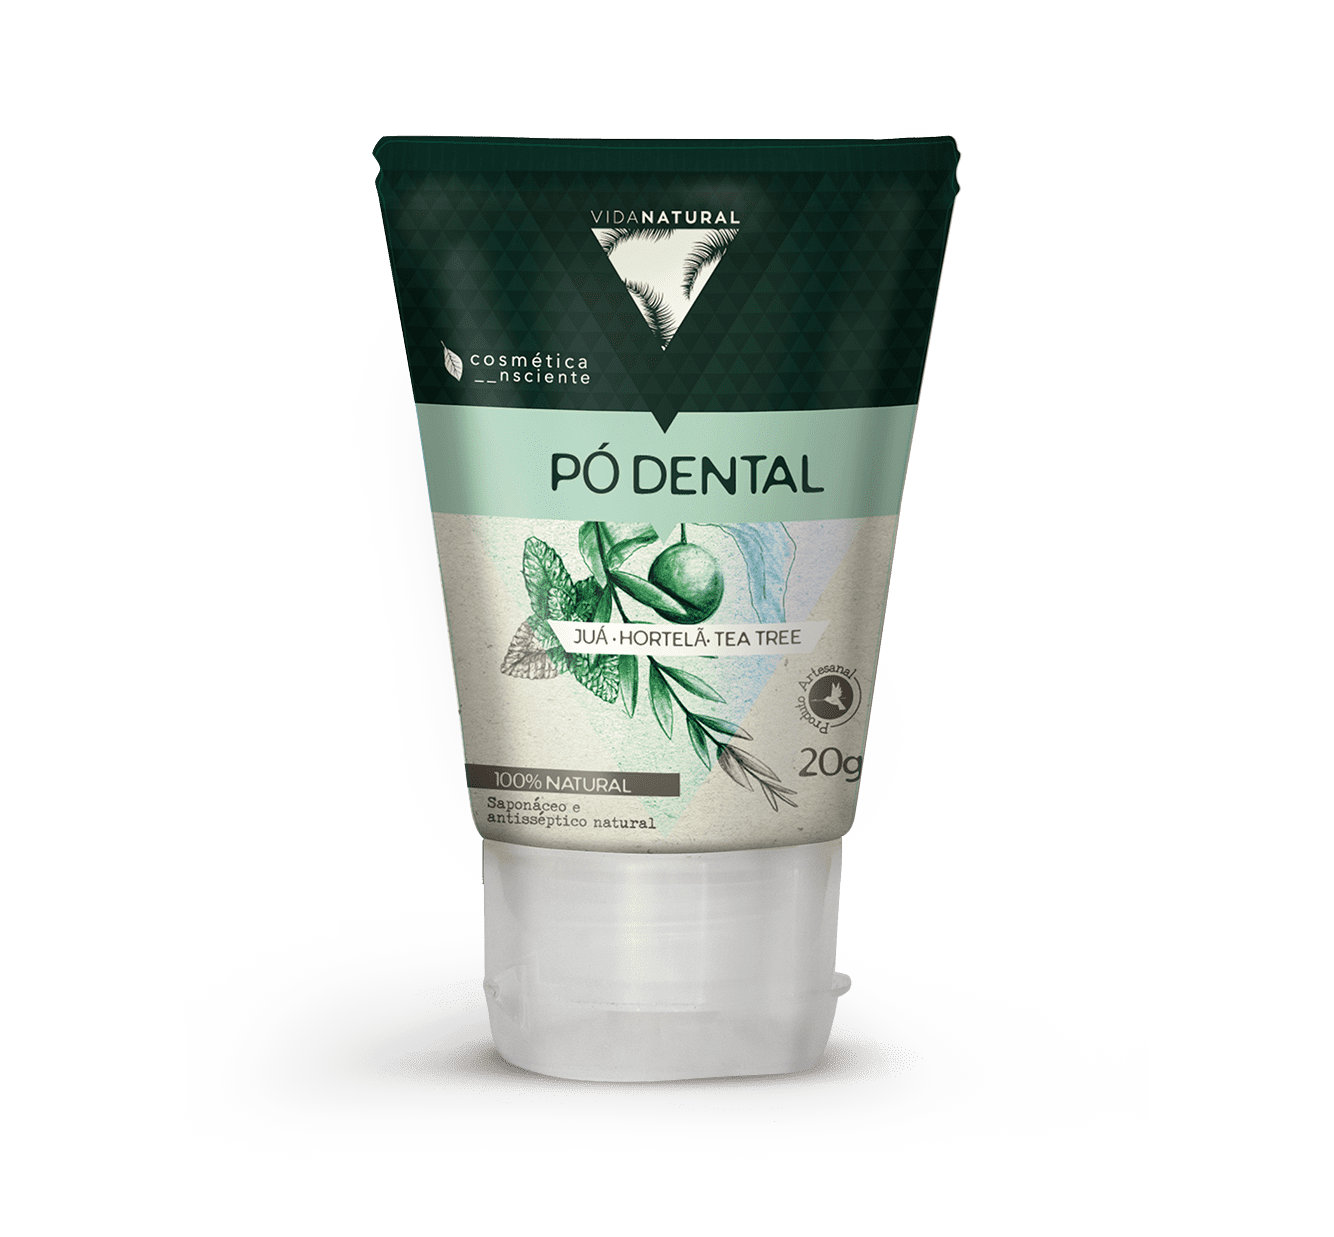 VIDANATURAL
cosmética
__nsciente
PÓ DENTAL
JUÁ · HORTELÃ · TEA TREE
Produto Artesanal
20g
100% NATURAL
Saponáceo e
antisséptico natural